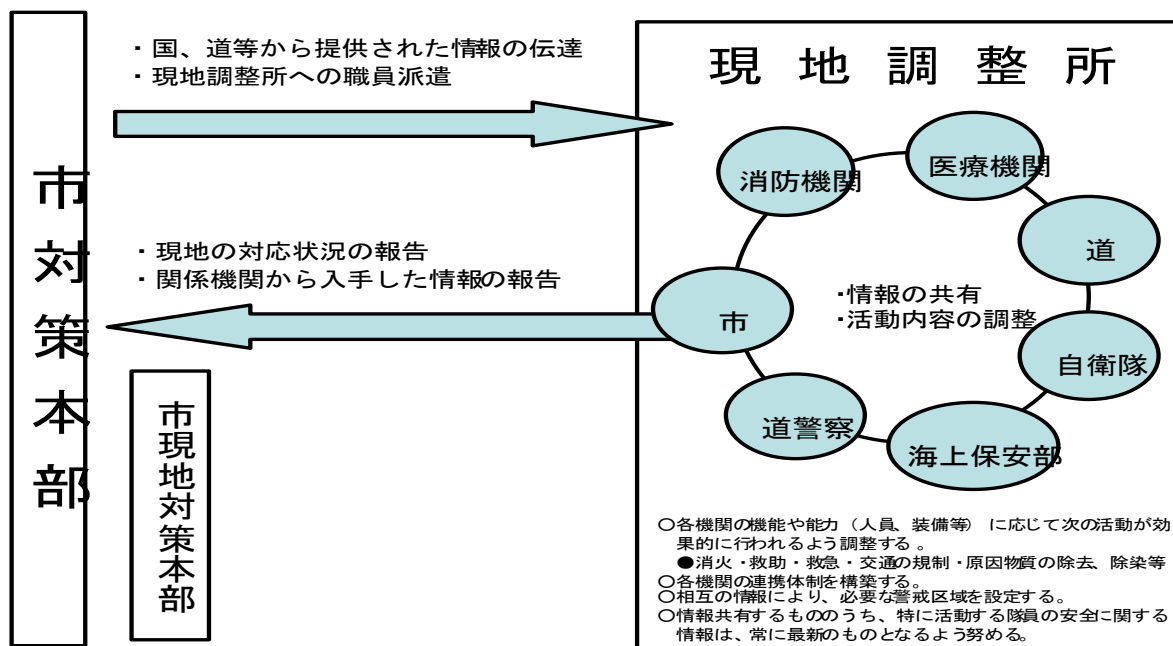 市対策本部
・国、道等から提供された情報の伝達
・現地調整所への職員派遣
・現地の対応状況の報告
・関係機関から入手した情報の報告
市現地対策本部
現地調整所
消防機関
医療機関
道
自衛隊
海上保安部
道警察
市
・情報の共有
・活動内容の調整
○各機関の機能や能力（人員、装備等）に応じて次の活動が効
果的に行われるよう調整する。
●消火・救助・救急・交通の規制・原因物質の除去、除染等
○各機関の連携体制を構築する。
○相互の情報により、必要な警戒区域を設定する。
○情報共有するもののうち、特に活動する隊員の安全に関する
情報は、常に最新のものとなるよう努める。